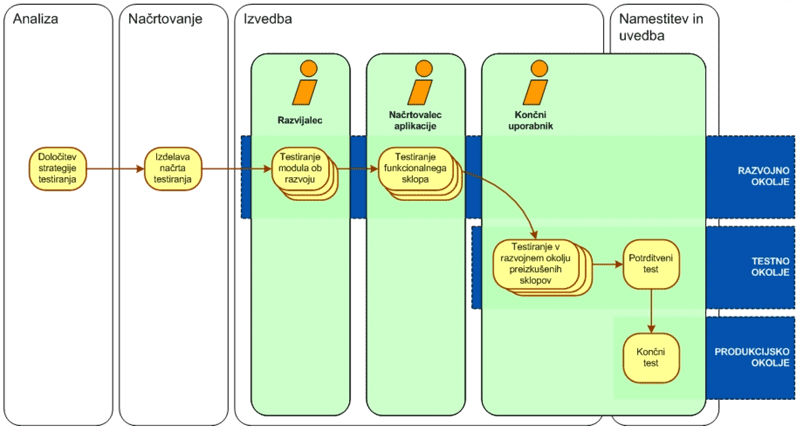 Analiza
Načrtovanje
Izvedba
Namestitev in
uvedba
Razvijalec
Načrtovalec
aplikacije
Končni
uporabnik
Določitev
strategije
testiranja
Izdelava
načrta
testiranja
Testiranje
modula ob
razvoju
Testiranje
funkcionalnega
sklopa
RAZVOJNO
OKOLJE
Testiranje v
razvojnem okolju
preizkušenih
sklopov
Potrditveni
test
TESTNO
OKOLJE
Končni
test
PRODUKCIJSKO
OKOLJE